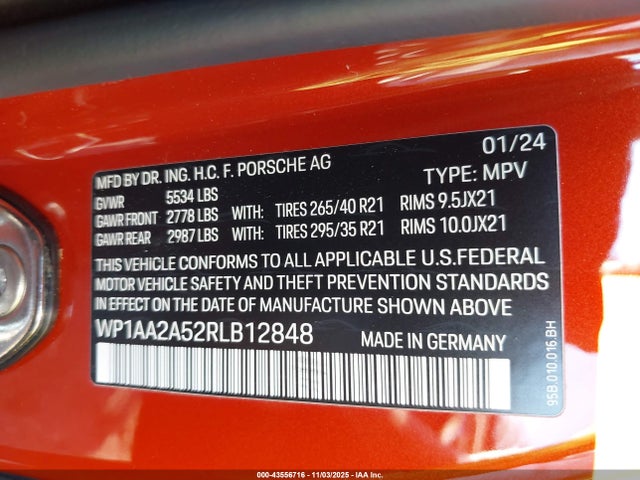 01/24
MFD BY DR. ING. H.C. F. PORSCHE AG
TYPE: MPV
GVWR 5534 LBS
GAWR FRONT 2778 LBS WITH: TIRES 265/40 R21 RIMS 9.5JX21
GAWR REAR 2987 LBS WITH: TIRES 295/35 R21 RIMS 10.0JX21
THIS VEHICLE CONFORMS TO ALL APPLICABLE U.S.FEDERAL
MOTOR VEHICLE SAFETY AND THEFT PREVENTION STANDARDS
IN EFFECT ON THE DATE OF MANUFACTURE SHOWN ABOVE
WP1AA2A52RLB12848 MADE IN GERMANY
95B.010.016.BH
000-43556716 - 11/03/2025 - IAA Inc.